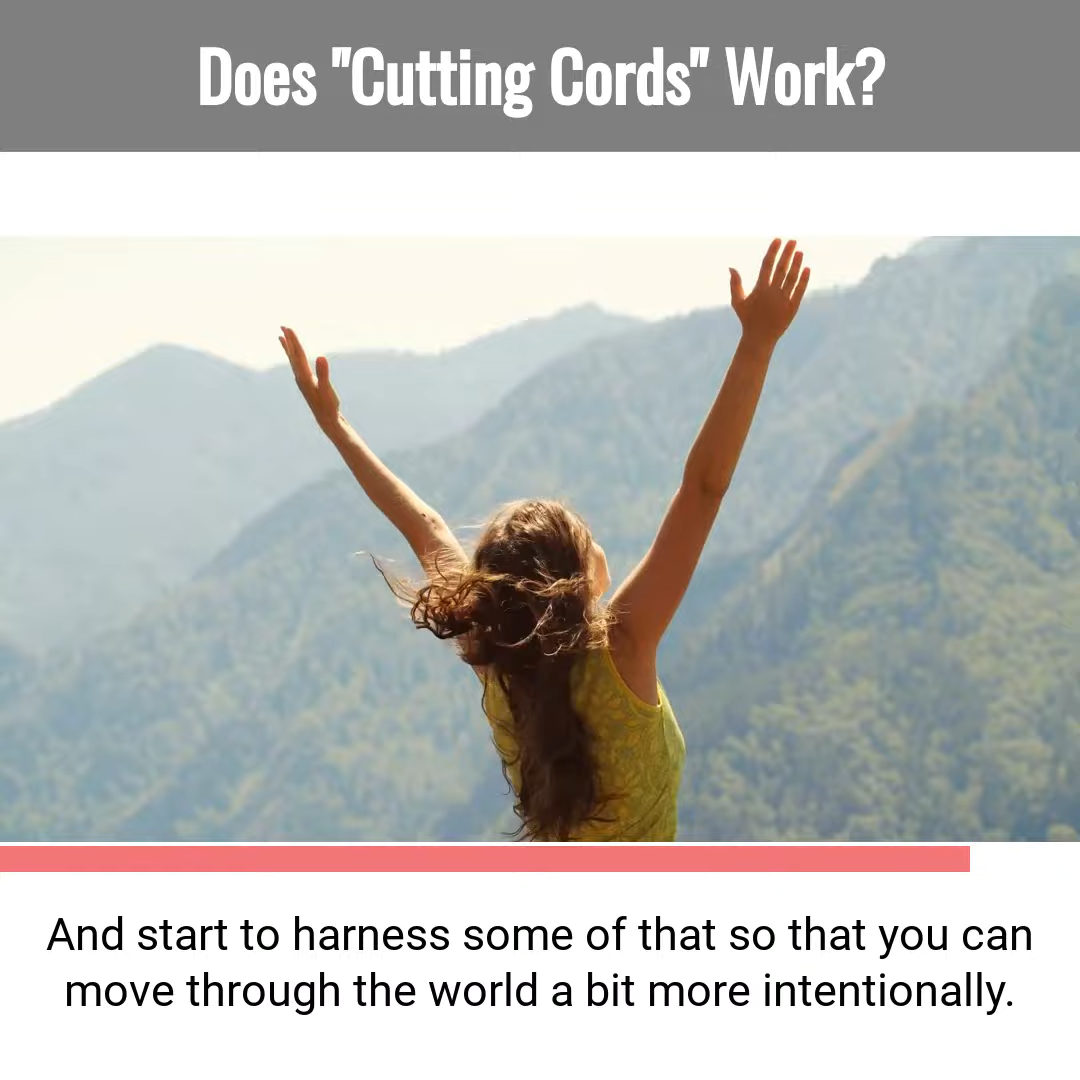 Does "Cutting Cords" Work?
And start to harness some of that so that you can
move through the world a bit more intentionally.